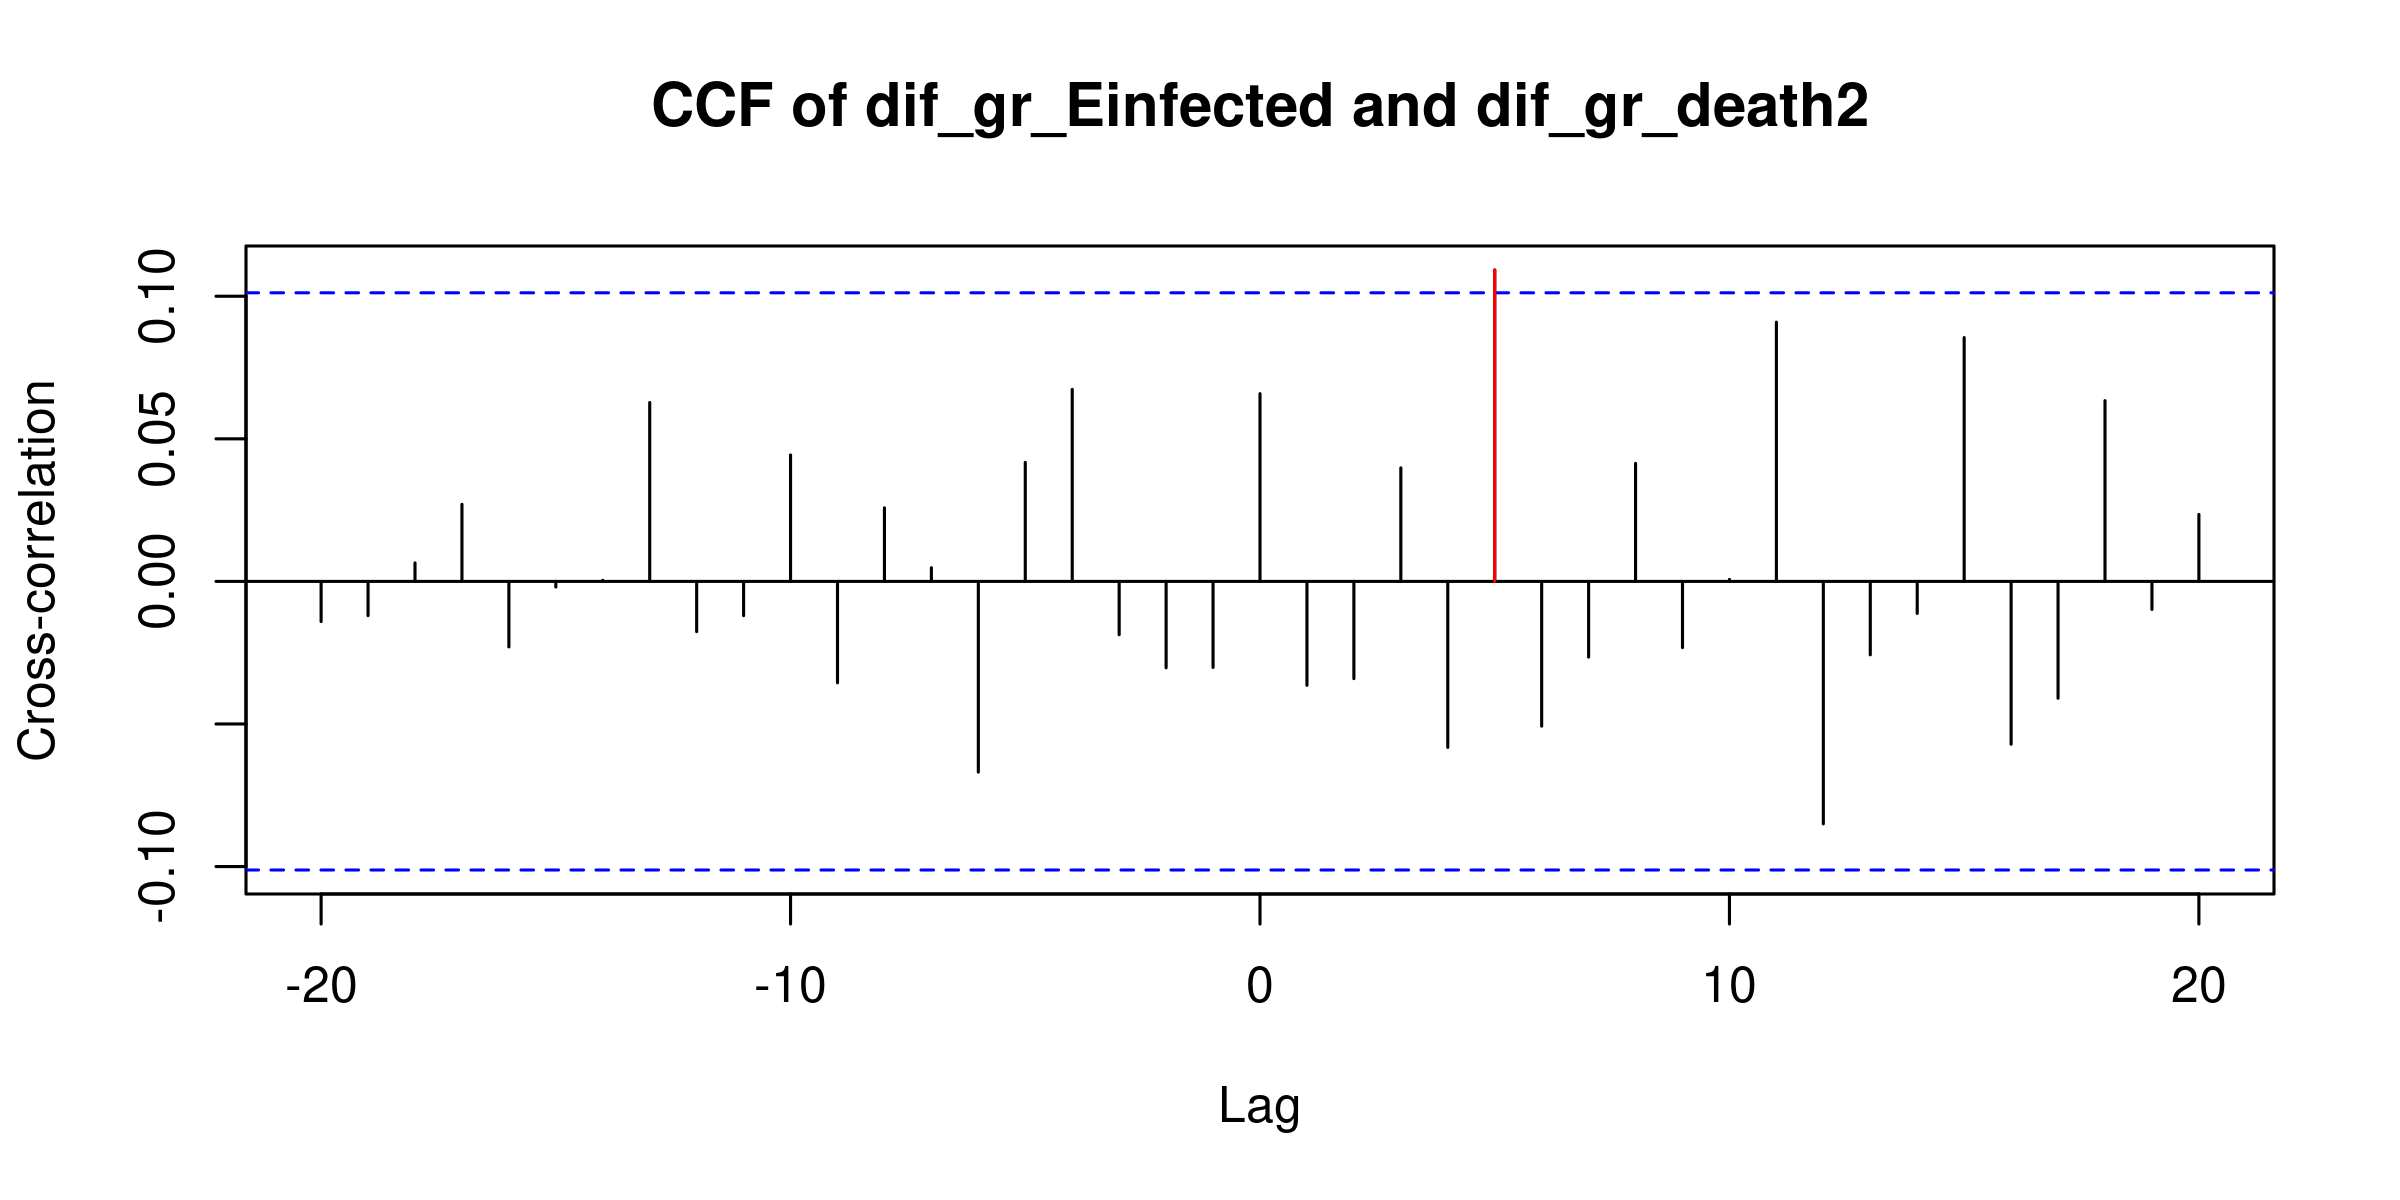 CCF of dif_gr_Einfected and dif_gr_death2
Cross-correlation
0.10
0.05
0.00
-0.10
-20 -10 0 10 20
Lag